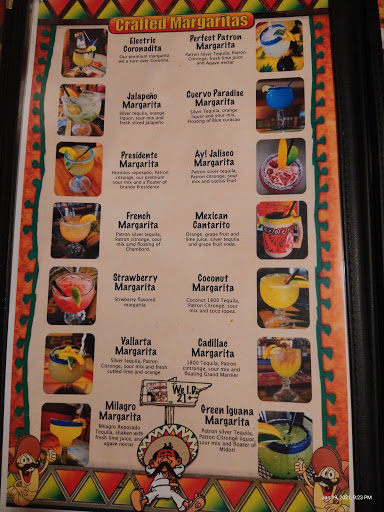 Crafted Margaritas
Electric
Coronadita
Our premium margarita
Perfect Patron
Margarita
Patron Silver Tequila, Patron
Citronge, fresh lime juice
and Agave nectar
Jalapeño
Margarita
Silver tequila, orange
liquor, sour mix and
fresh sliced jalapeño
Cuervo Paradise
Margarita
Silver Tequila, orange
liquor and sour mix,
floating of Blue curacao
Presidente
Margarita
Hornitos reposado, Patron
citronge, our premium
sour mix and a floater of
brandy Presidente
Ay! Jalisco
Margarita
Patron silver tequila,
Patron citronge, sour
mix and cactus fruit.
French
Margarita
Patron silver tequila,
Patron citronge, sour
mix and floating of
Chambord.
Mexican
Cantarito
Orange, grape fruit and
lime juice, silver tequila
and grape fruit soda.
Strawberry
Margarita
Strawberry flavored
margarita
Coconut
Margarita
Coconut 1800 Tequila,
Patron Citronge, sour mix
and coco lopez.
Vallarta
Margarita
Silver tequila, Patron
Citronge, sour mix and fresh
cutted lime and orange
Cadillac
Margarita
1800 Tequila, Patron
cintronge, sour mix and
floating Grand Marnier
We I.D.
21+
Milagro
Margarita
Milagro Reposado
Tequila, shaken with
fresh lime juice, and
agave nectar
Green Iguana
Margarita
Patron silver Tequila,
Patron Citronge liquor,
sour mix and floater of
Midori
Jan 19, 2021, 9:23 PM